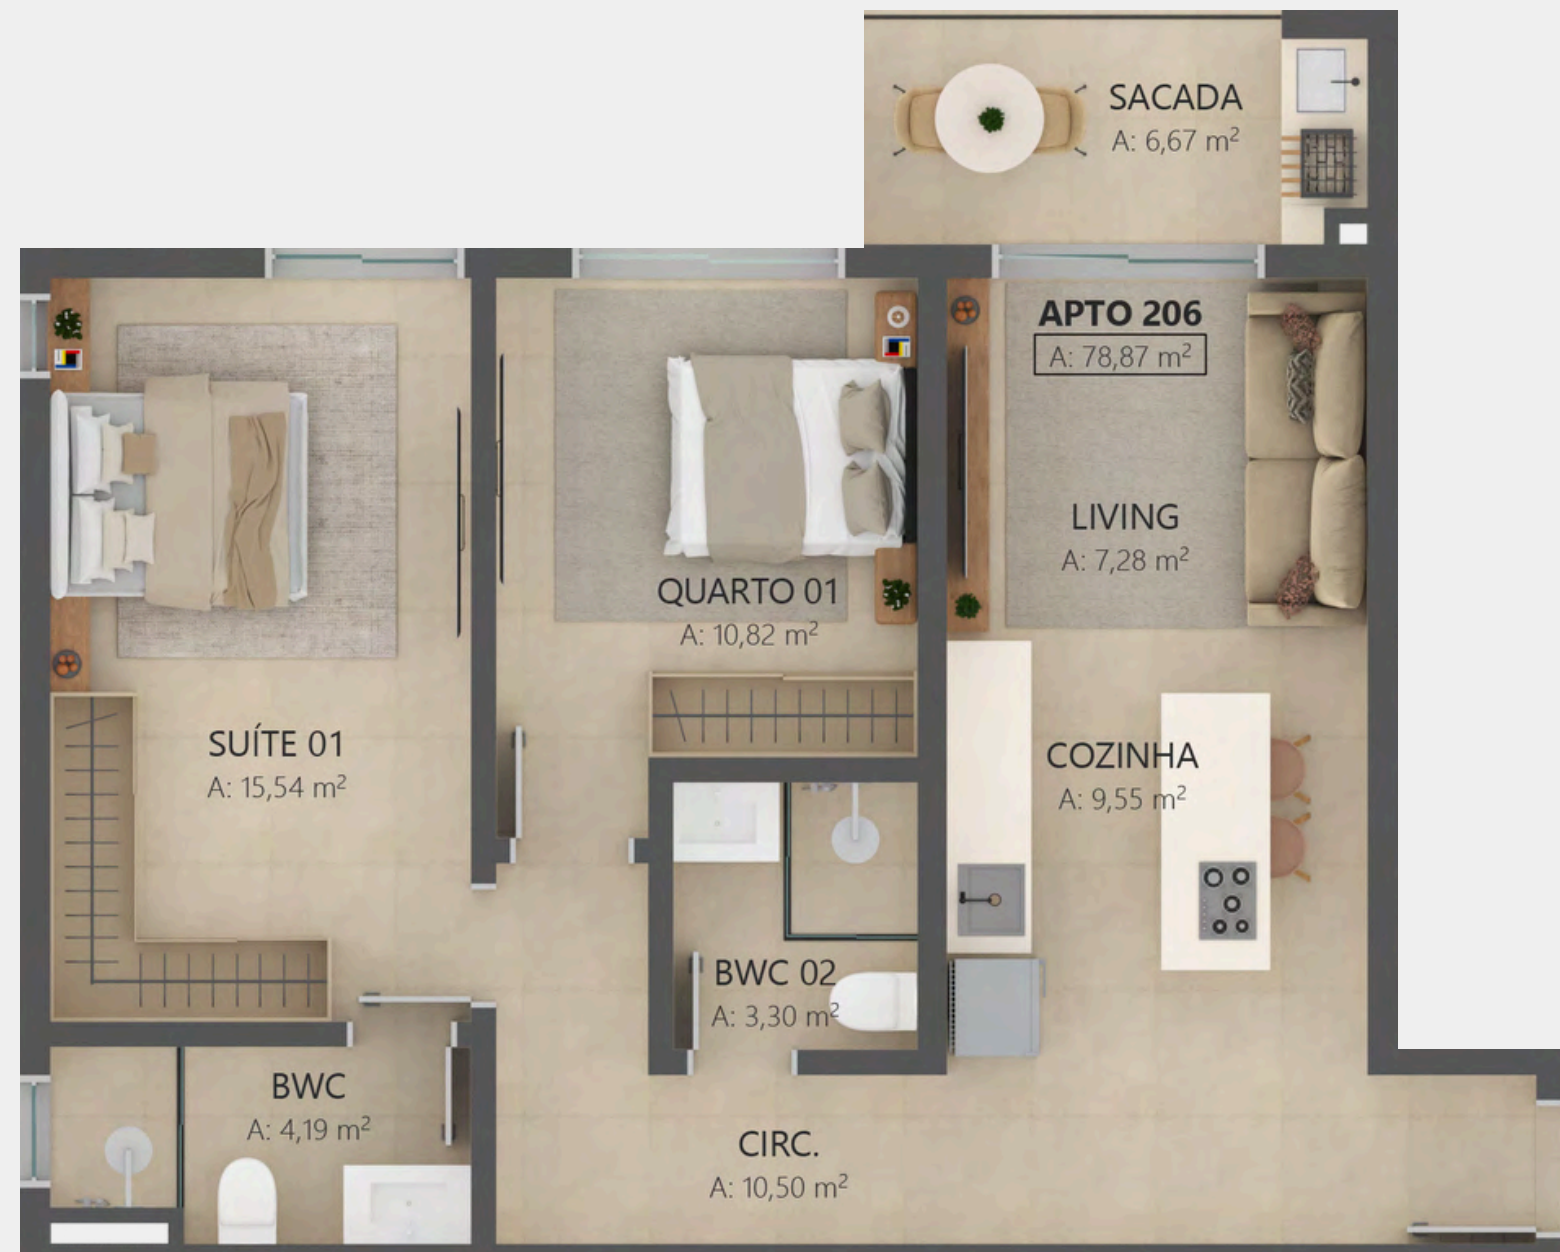 SACADA
A: 6,67 m²
APTO 206
A: 78,87 m²
LIVING
A: 7,28 m²
QUARTO 01
A: 10,82 m²
SUÍTE 01
A: 15,54 m²
COZINHA
A: 9,55 m²
BWC 02
A: 3,30 m²
BWC
A: 4,19 m²
CIRC.
A: 10,50 m²